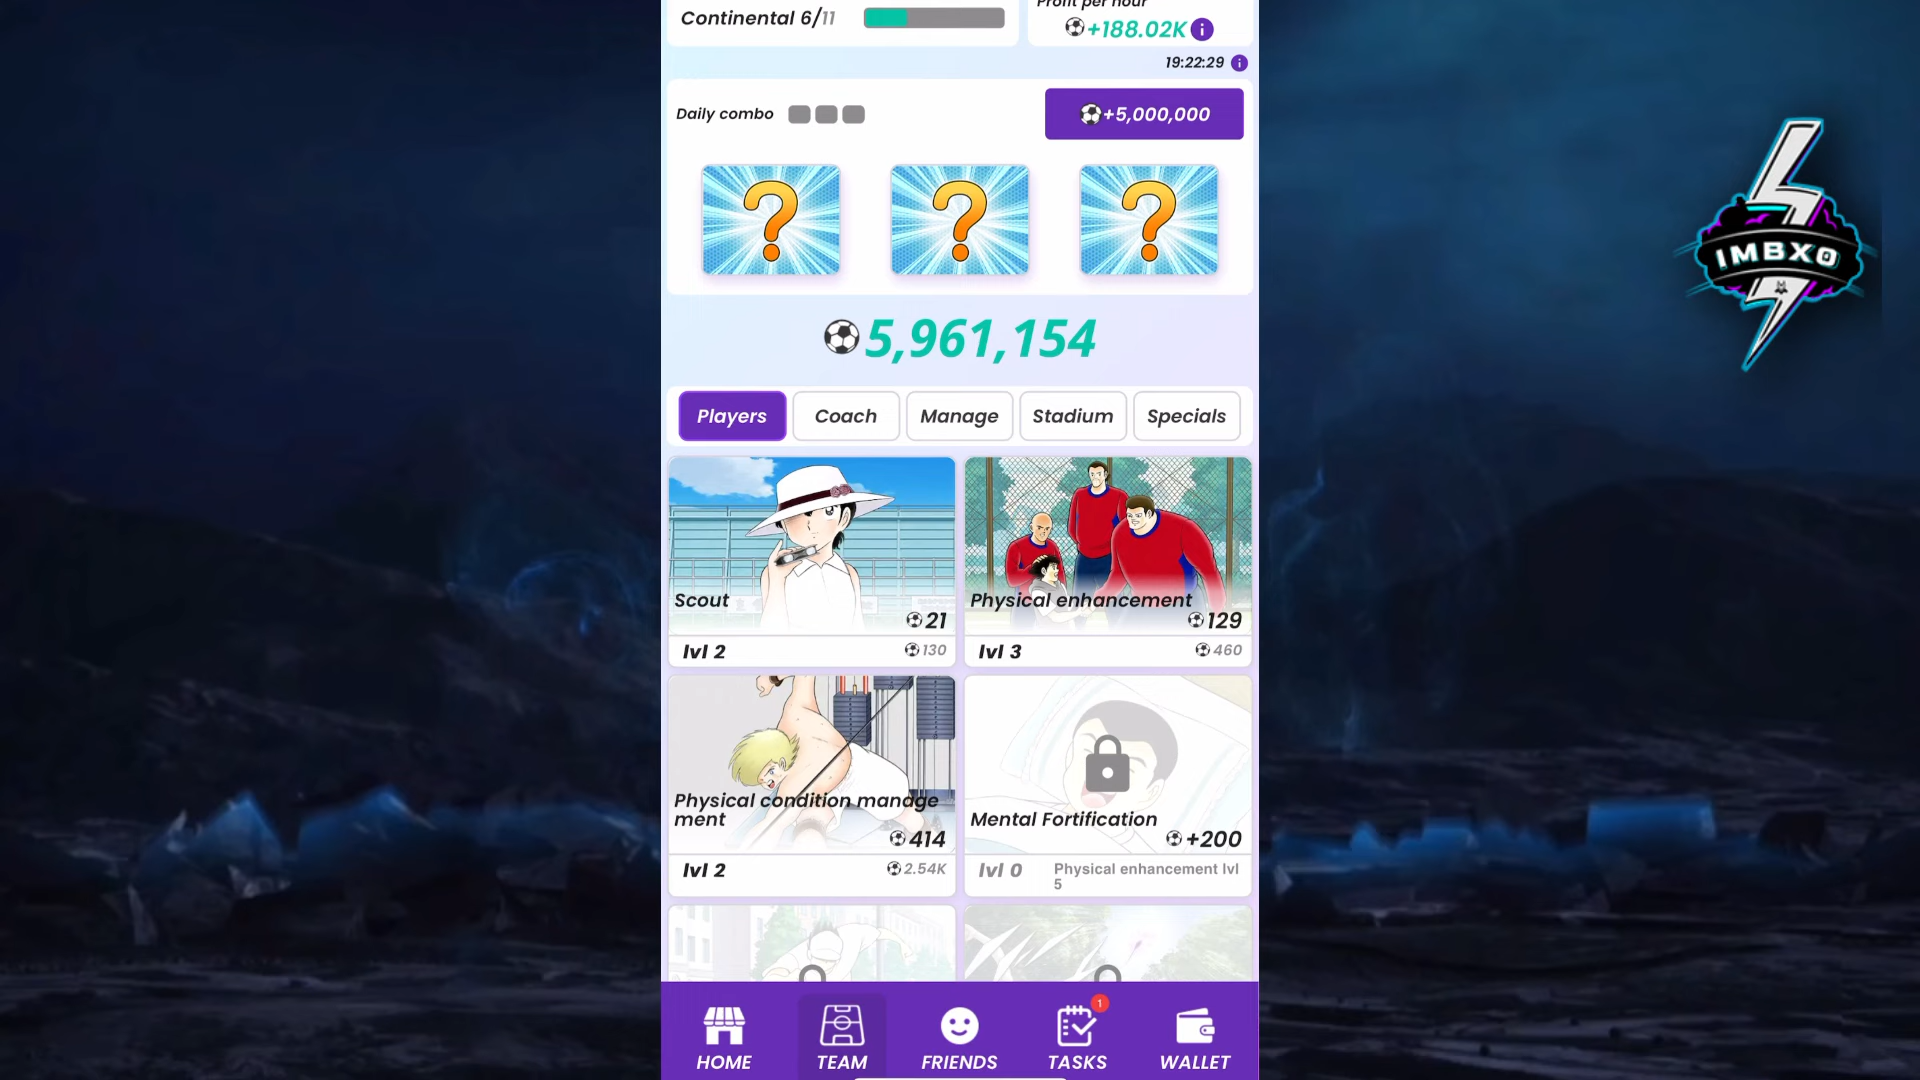 Profit per hour
Continental 6/11
+188.02K
19:22:29
Daily combo
+5,000,000
5,961,154
Players
Coach
Manage
Stadium
Specials
Scout
21
lvl 2
130
Physical enhancement
129
lvl 3
460
Physical condition manage
ment
414
lvl 2
2.54K
Mental Fortification
+200
lvl 0
Physical enhancement lvl
5
HOME
TEAM
FRIENDS
1
TASKS
WALLET
IMBXO